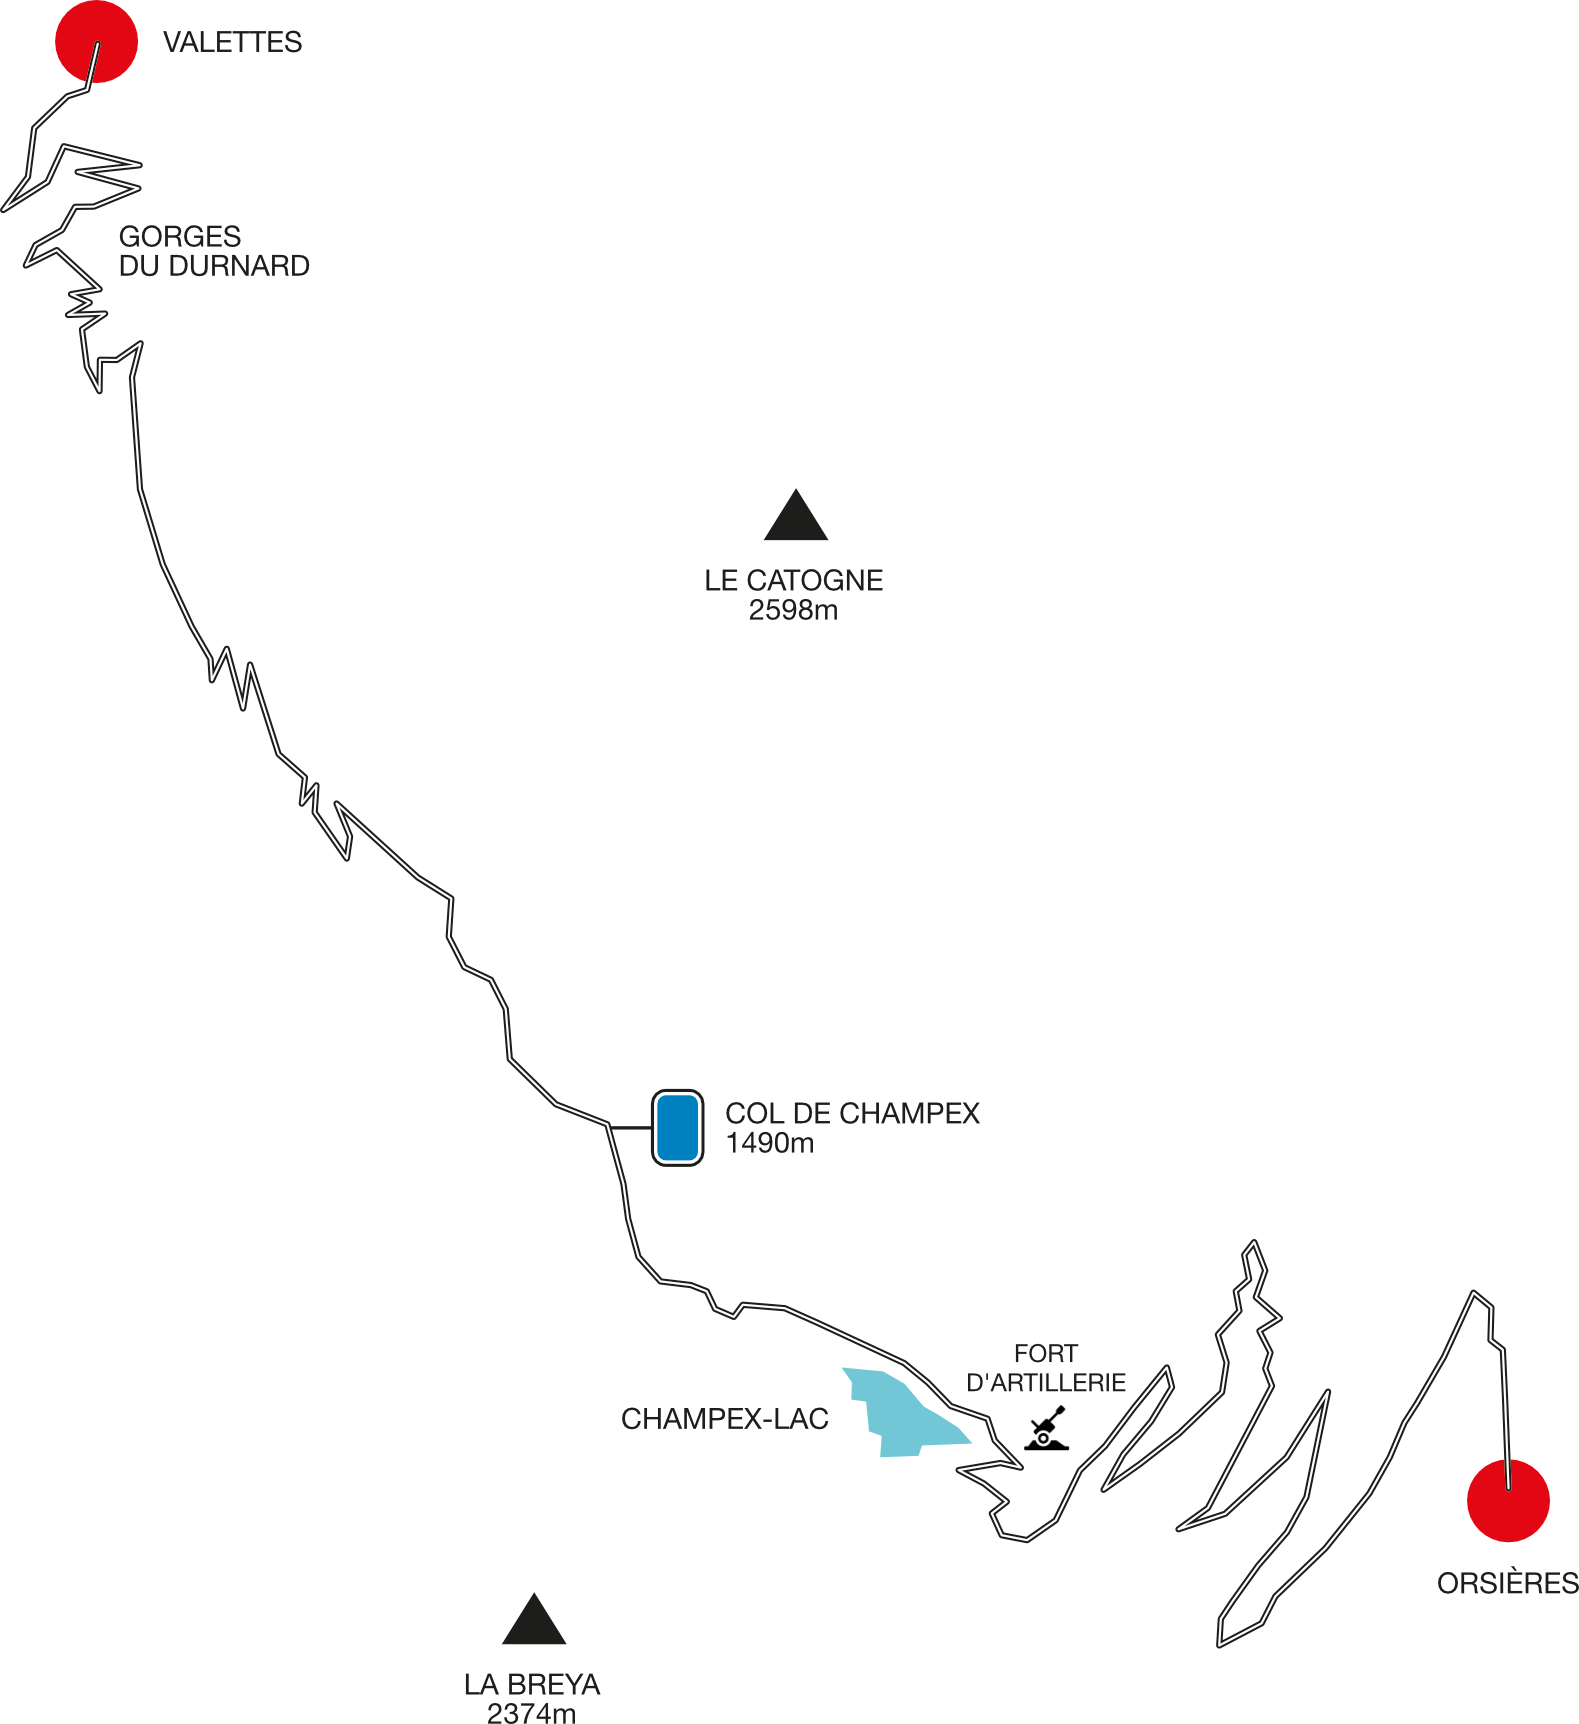 VALETTES
GORGES
DU DURNARD
LE CATOGNE
2598m
COL DE CHAMPEX
1490m
FORT
D'ARTILLERIE
CHAMPEX-LAC
ORSIÈRES
LA BREYA
2374m